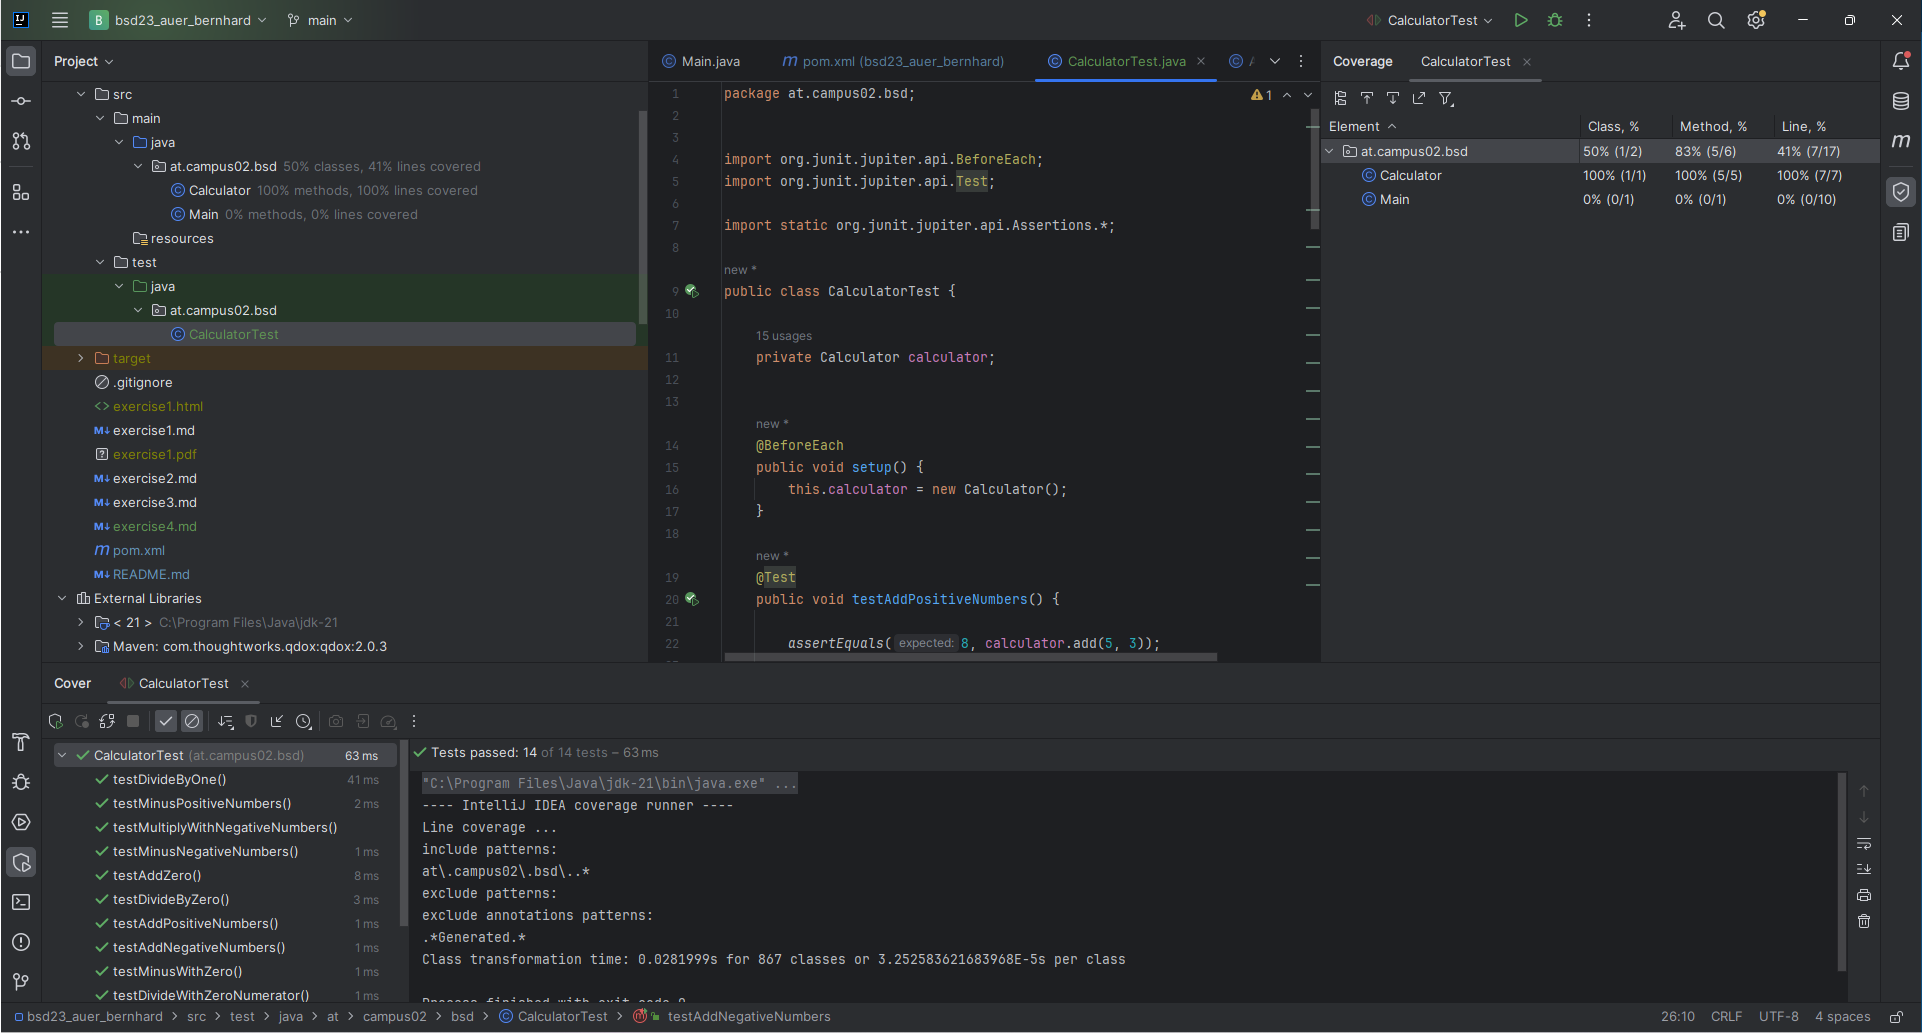 bsd23_auer_bernhard main CalculatorTest
Project
src
main
java
at.campus02.bsd 50% classes, 41% lines covered
Calculator 100% methods, 100% lines covered
Main 0% methods, 0% lines covered
resources
test
java
at.campus02.bsd
CalculatorTest
target
.gitignore
exercise1.html
exercise1.md
exercise1.pdf
exercise2.md
exercise3.md
exercise4.md
pom.xml
README.md
External Libraries
< 21 > C:\Program Files\Java\jdk-21
Maven: com.thoughtworks.qdox:qdox:2.0.3
Main.java pom.xml (bsd23_auer_bernhard) CalculatorTest.java
1 package at.campus02.bsd; 1
2
3
4 import org.junit.jupiter.api.BeforeEach;
5 import org.junit.jupiter.api.Test;
6
7 import static org.junit.jupiter.api.Assertions.*;
8
new *
9 public class CalculatorTest {
10
15 usages
11 private Calculator calculator;
12
13
new *
14 @BeforeEach
15 public void setup() {
16 this.calculator = new Calculator();
17 }
18
new *
19 @Test
20 public void testAddPositiveNumbers() {
21
22 assertEquals( expected: 8, calculator.add(5, 3));
Coverage CalculatorTest
Element Class, % Method, % Line, %
at.campus02.bsd 50% (1/2) 83% (5/6) 41% (7/17)
Calculator 100% (1/1) 100% (5/5) 100% (7/7)
Main 0% (0/1) 0% (0/1) 0% (0/10)
Cover CalculatorTest
CalculatorTest (at.campus02.bsd) 63 ms
testDivideByOne() 41 ms
testMinusPositiveNumbers() 2 ms
testMultiplyWithNegativeNumbers()
testMinusNegativeNumbers() 1 ms
testAddZero() 8 ms
testDivideByZero() 3 ms
testAddPositiveNumbers() 1 ms
testAddNegativeNumbers() 1 ms
testMinusWithZero() 1 ms
testDivideWithZeroNumerator() 1 ms
Tests passed: 14 of 14 tests – 63 ms
"C:\Program Files\Java\jdk-21\bin\java.exe" ...
---- IntelliJ IDEA coverage runner ----
Line coverage ...
include patterns:
at\.campus02\.bsd\..*
exclude patterns:
exclude annotations patterns:
.*Generated.*
Class transformation time: 0.0281999s for 867 classes or 3.252583621683968E-5s per class
Process finished with exit code 0
bsd23_auer_bernhard > src > test > java > at > campus02 > bsd > CalculatorTest > testAddNegativeNumbers
26:10 CRLF UTF-8 4 spaces